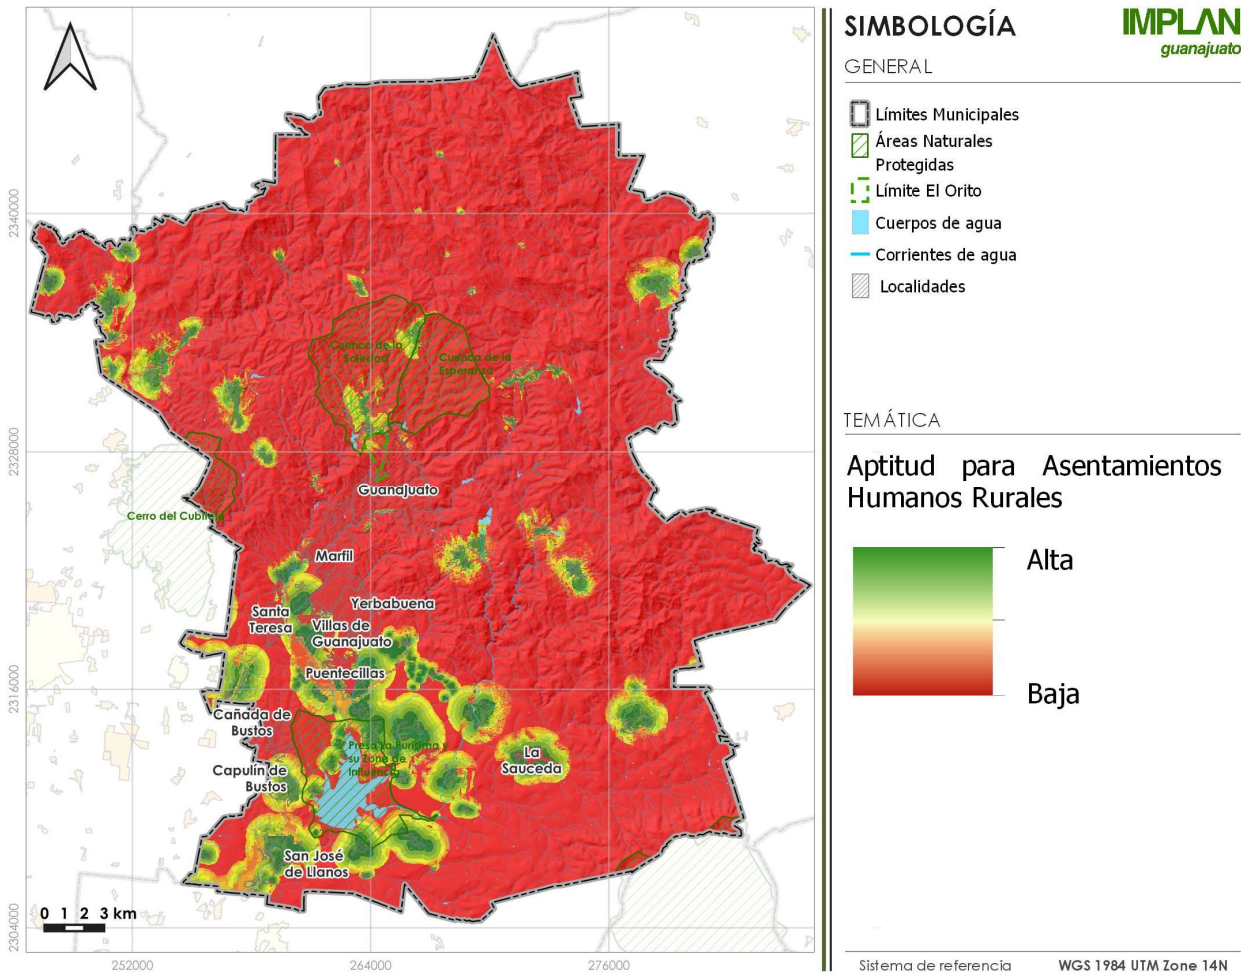 SIMBOLOGÍA
IMPLAN
guanajuato
GENERAL
Límites Municipales
Áreas Naturales
Protegidas
Límite El Orito
Cuerpos de agua
Corrientes de agua
Localidades
TEMÁTICA
Aptitud para Asentamientos
Humanos Rurales
Alta
Baja
Sistema de referencia
WGS 1984 UTM Zone 14N
2340000
2328000
2316000
2304000
252000
264000
276000
0 1 2 3 km
Cuenca de la
Soledad
Cuenca de la
Esperanza
Guanajuato
Cerro del Cubilete
Marfil
Yerbabuena
Santa
Teresa
Villas de
Guanajuato
Puentecillas
Cañada de
Bustos
Presa La Purísima y
su Zona de
Influencia
La
Sauceda
Capulín de
Bustos
San José
de Llanos